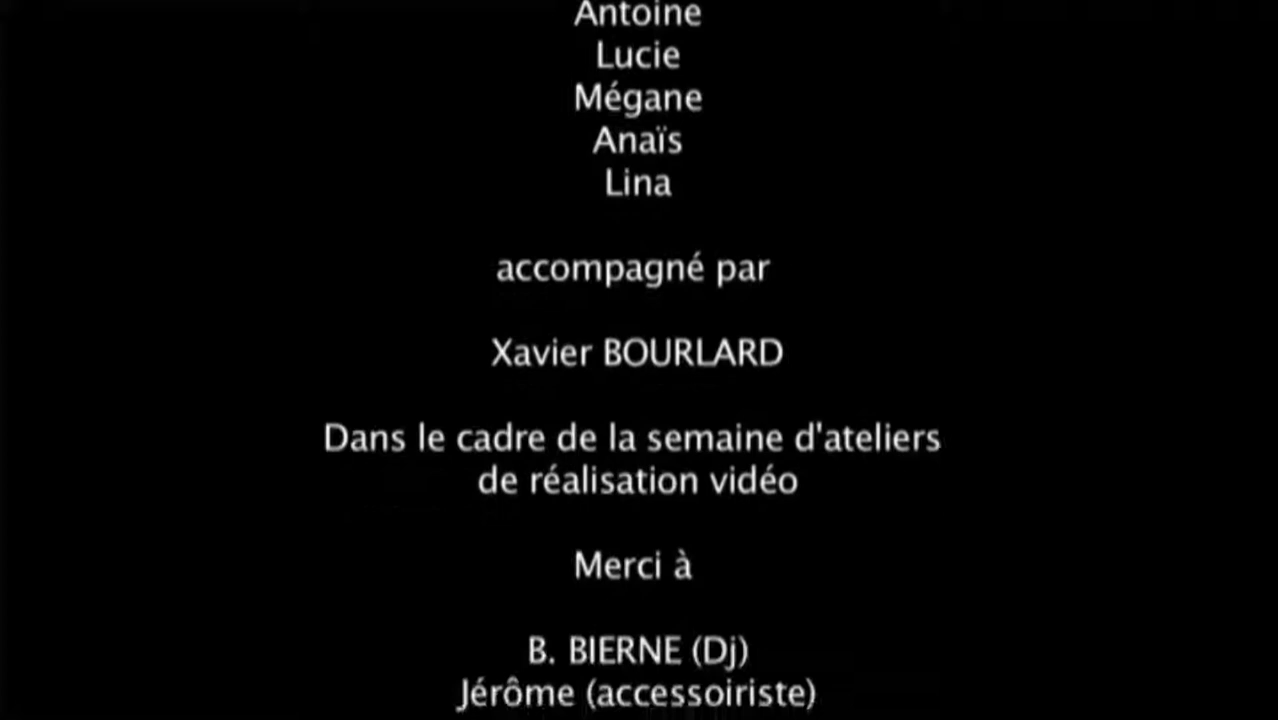 Antoine
Lucie
Mégane
Anaïs
Lina
accompagné par
Xavier BOURLARD
Dans le cadre de la semaine d'ateliers
de réalisation vidéo
Merci à
B. BIERNE (Dj)
Jérôme (accessoiriste)